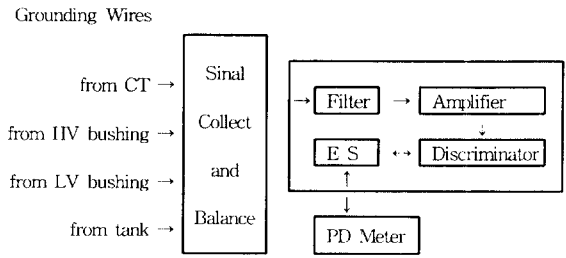 Grounding Wires
from CT →
from HV bushing →
from LV bushing →
from tank →
Sinal
Collect
and
Balance
→ Filter → Amplifier
E S ↔ Discriminator
PD Meter